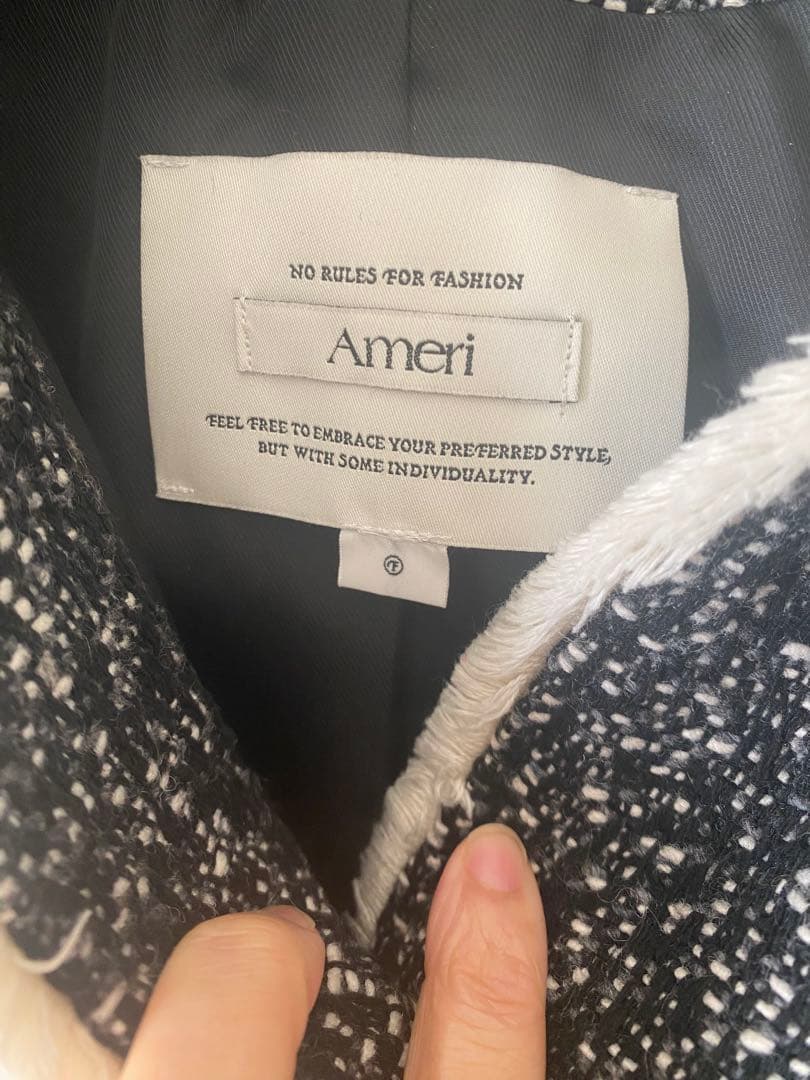 NO RULES FOR FASHION
Ameri
FEEL FREE TO EMBRACE YOUR PREFERRED STYLE,
BUT WITH SOME INDIVIDUALITY.
F